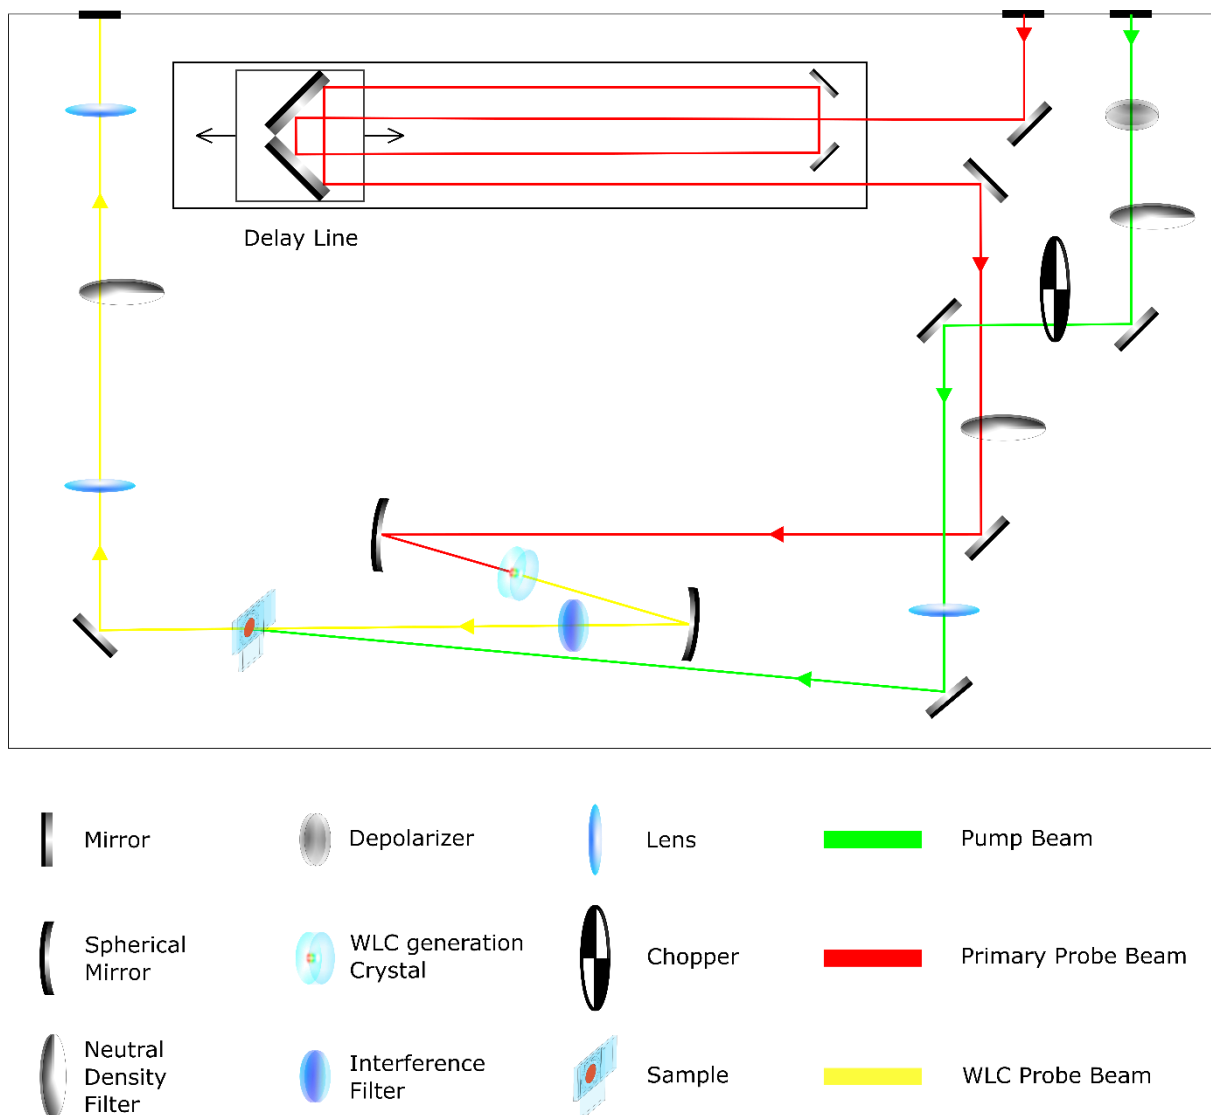 Delay Line
Mirror
Depolarizer
Lens
Pump Beam
Spherical
Mirror
WLC generation
Crystal
Chopper
Primary Probe Beam
Neutral
Density
Filter
Interference
Filter
Sample
WLC Probe Beam